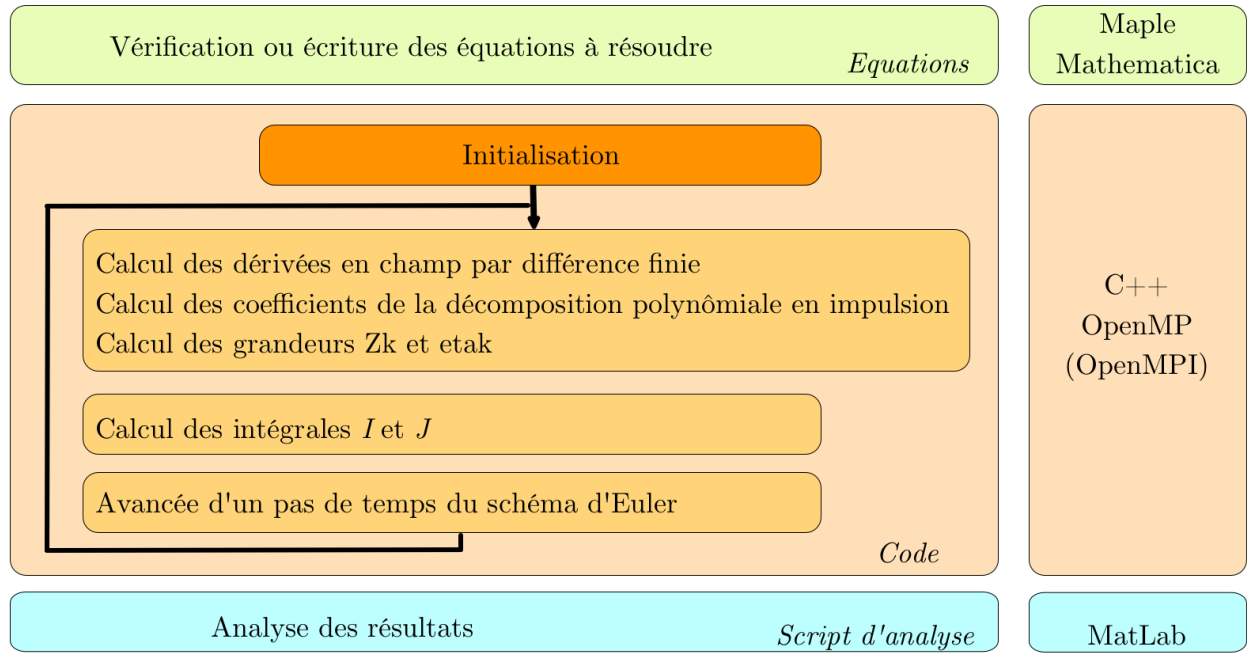 Vérification ou écriture des équations à résoudre
Equations
Maple
Mathematica
Initialisation
Calcul des dérivées en champ par différence finie
Calcul des coefficients de la décomposition polynômiale en impulsion
Calcul des grandeurs Zk et etak
Calcul des intégrales I et J
Avancée d'un pas de temps du schéma d'Euler
Code
C++
OpenMP
(OpenMPI)
Analyse des résultats
Script d'analyse
MatLab